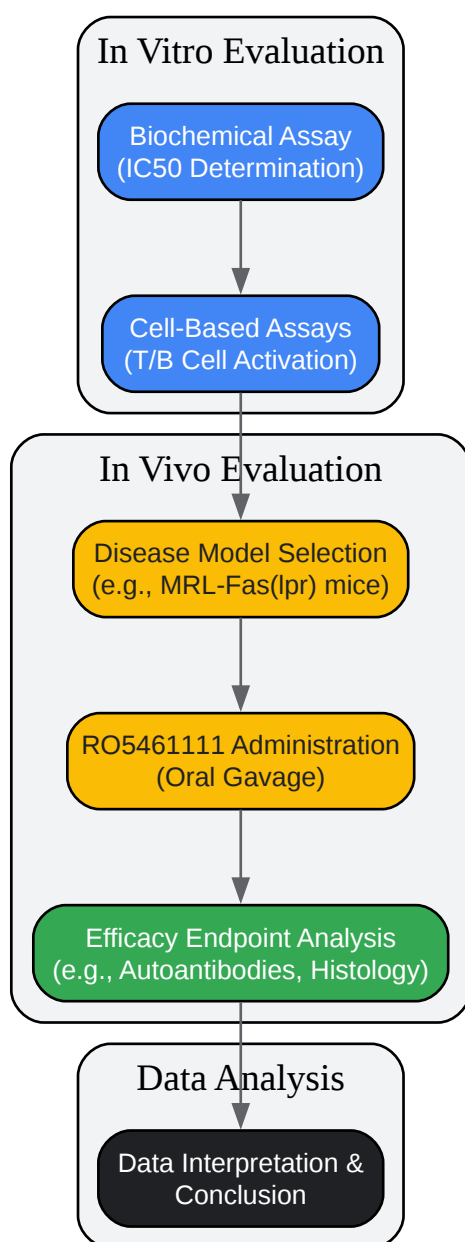 In Vitro Evaluation
Biochemical Assay
(IC50 Determination)
Cell-Based Assays
(T/B Cell Activation)
In Vivo Evaluation
Disease Model Selection
(e.g., MRL-Fas(lpr) mice)
RO5461111 Administration
(Oral Gavage)
Efficacy Endpoint Analysis
(e.g., Autoantibodies, Histology)
Data Analysis
Data Interpretation &
Conclusion